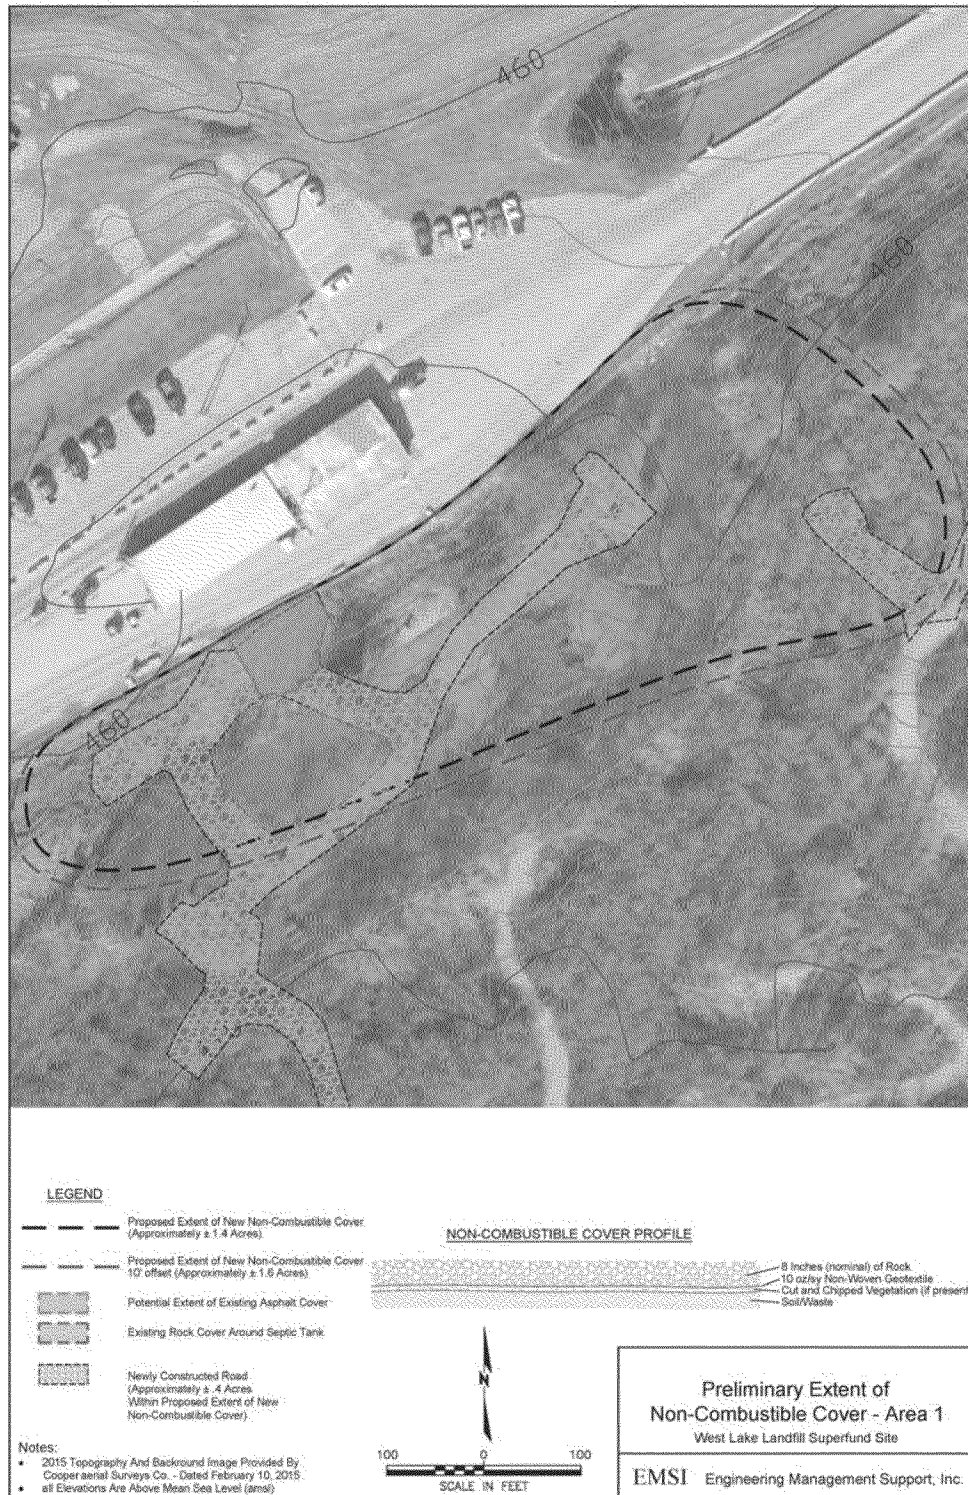 460
460
460
LEGEND
Proposed Extent of New Non-Combustible Cover
(Approximately ± 1.4 Acres)
Proposed Extent of New Non-Combustible Cover
10' offset (Approximately ± 1.6 Acres)
Potential Extent of Existing Asphalt Cover
Existing Rock Cover Around Septic Tank
Newly Constructed Road
(Approximately ± .4 Acres
Within Proposed Extent of New
Non-Combustible Cover)
Notes:
• 2015 Topography And Backround Image Provided By
Cooperaerial Surveys Co. - Dated February 10, 2015
• all Elevations Are Above Mean Sea Level (amsl)
NON-COMBUSTIBLE COVER PROFILE
8 Inches (nominal) of Rock
10 oz/sy Non-Woven Geotextile
Cut and Chipped Vegetation (if present
Soil/Waste
N
100 0 100
SCALE IN FEET
Preliminary Extent of
Non-Combustible Cover - Area 1
West Lake Landfill Superfund Site
EMSI Engineering Management Support, Inc.